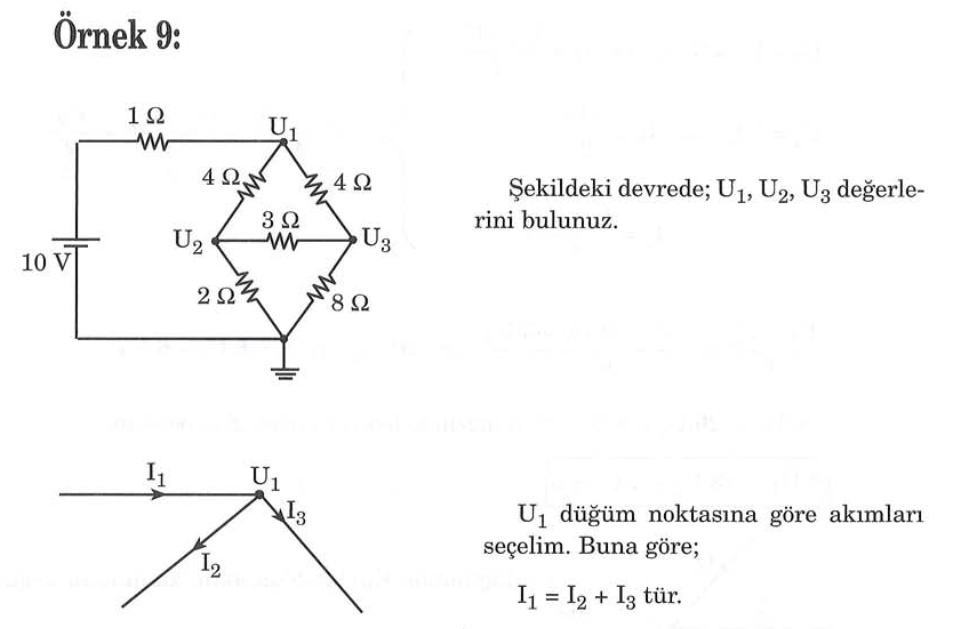 Örnek 9:
1 Ω
U₁
4 Ω
4 Ω
3 Ω
U₂
U₃
10 V
2 Ω
8 Ω
Şekildeki devrede; U₁, U₂, U₃ değerle-
rini bulunuz.
I₁
U₁
I₃
I₂
U₁ düğüm noktasına göre akımları
seçelim. Buna göre;
I₁ = I₂ + I₃ tür.